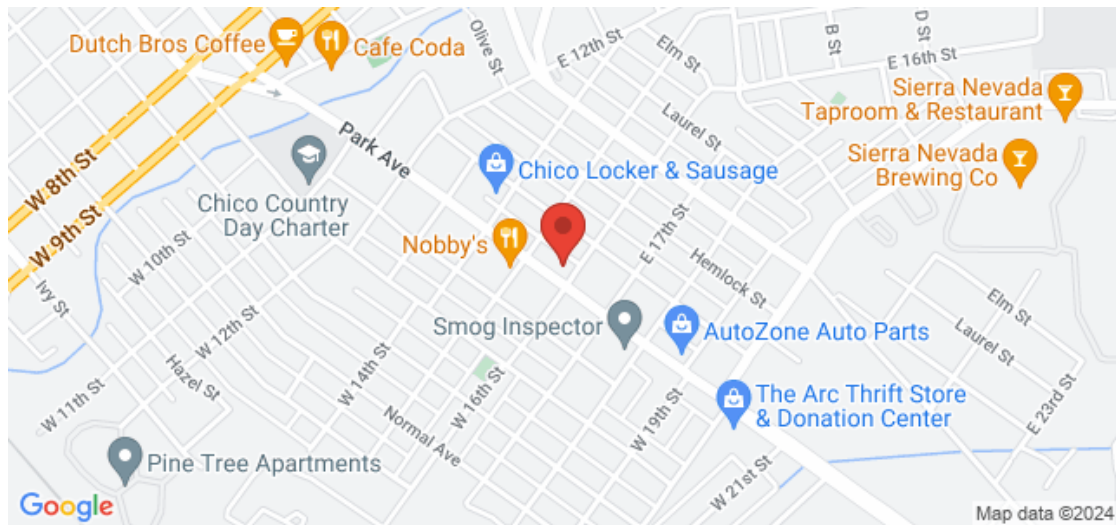 Dutch Bros Coffee
Cafe Coda
Olive St
E 12th St
Elm St
B St
D St
E 16th St
Sierra Nevada
Taproom & Restaurant
Laurel St
Park Ave
W 8th St
Chico Locker & Sausage
Sierra Nevada
Brewing Co
Chico Country
Day Charter
W 9th St
Nobby's
E 17th St
W 10th St
Hemlock St
Ivy St
Elm St
Smog Inspector
AutoZone Auto Parts
Laurel St
W 12th St
Hazel St
W 14th St
W 16th St
The Arc Thrift Store
& Donation Center
E 23rd St
W 11th St
Normal Ave
W 19th St
Pine Tree Apartments
W 21st St
Google
Map data ©2024